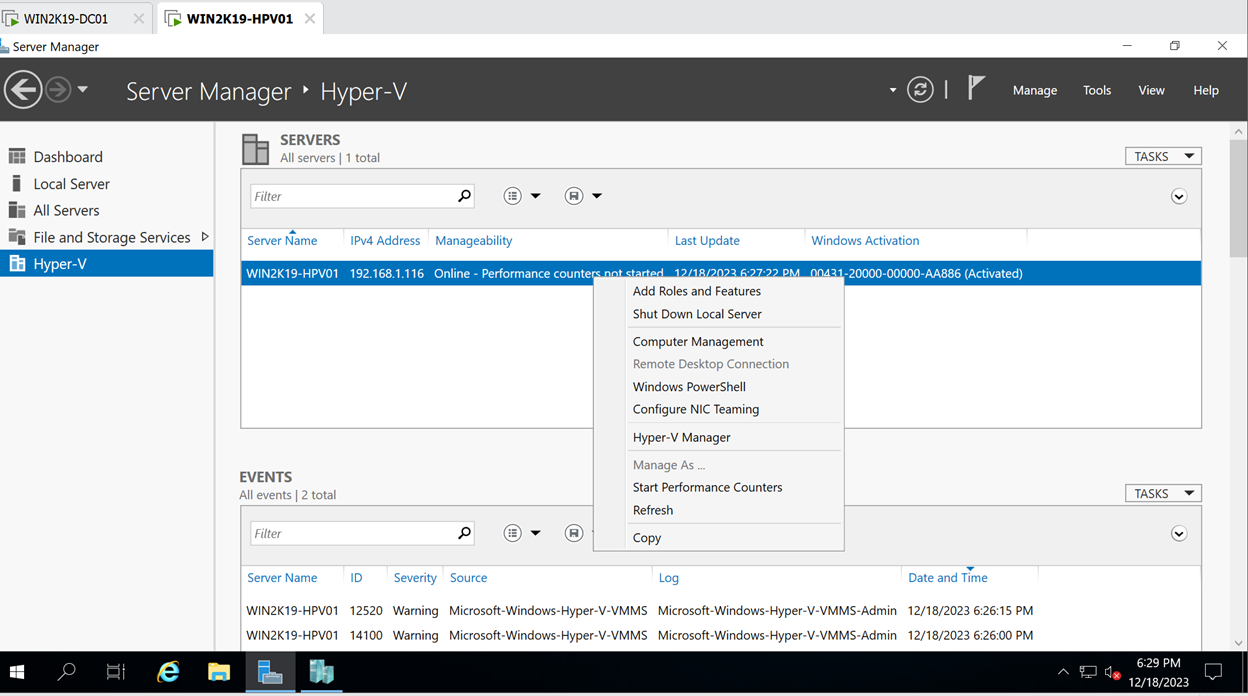 WIN2K19-DC01 WIN2K19-HPV01
Server Manager
Server Manager Hyper-V Manage Tools View Help
Dashboard
Local Server
All Servers
File and Storage Services
Hyper-V
SERVERS
All servers | 1 total
TASKS
Filter
Server Name IPv4 Address Manageability Last Update Windows Activation
WIN2K19-HPV01 192.168.1.116 Online - Performance counters not started 12/18/2023 6:27:22 PM 00431-20000-00000-AA886 (Activated)
Add Roles and Features
Shut Down Local Server
Computer Management
Remote Desktop Connection
Windows PowerShell
Configure NIC Teaming
Hyper-V Manager
Manage As ...
Start Performance Counters
Refresh
Copy
EVENTS
All events | 2 total
TASKS
Filter
Server Name ID Severity Source Log Date and Time
WIN2K19-HPV01 12520 Warning Microsoft-Windows-Hyper-V-VMMS Microsoft-Windows-Hyper-V-VMMS-Admin 12/18/2023 6:26:15 PM
WIN2K19-HPV01 14100 Warning Microsoft-Windows-Hyper-V-VMMS Microsoft-Windows-Hyper-V-VMMS-Admin 12/18/2023 6:26:00 PM
6:29 PM
12/18/2023